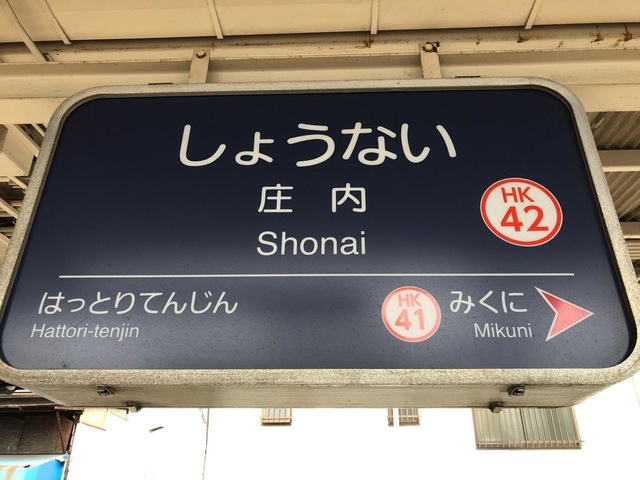 しょうない
庄内
Shonai
HK
42
はっとりてんじん
Hattori-tenjin
HK
41
みくに
Mikuni